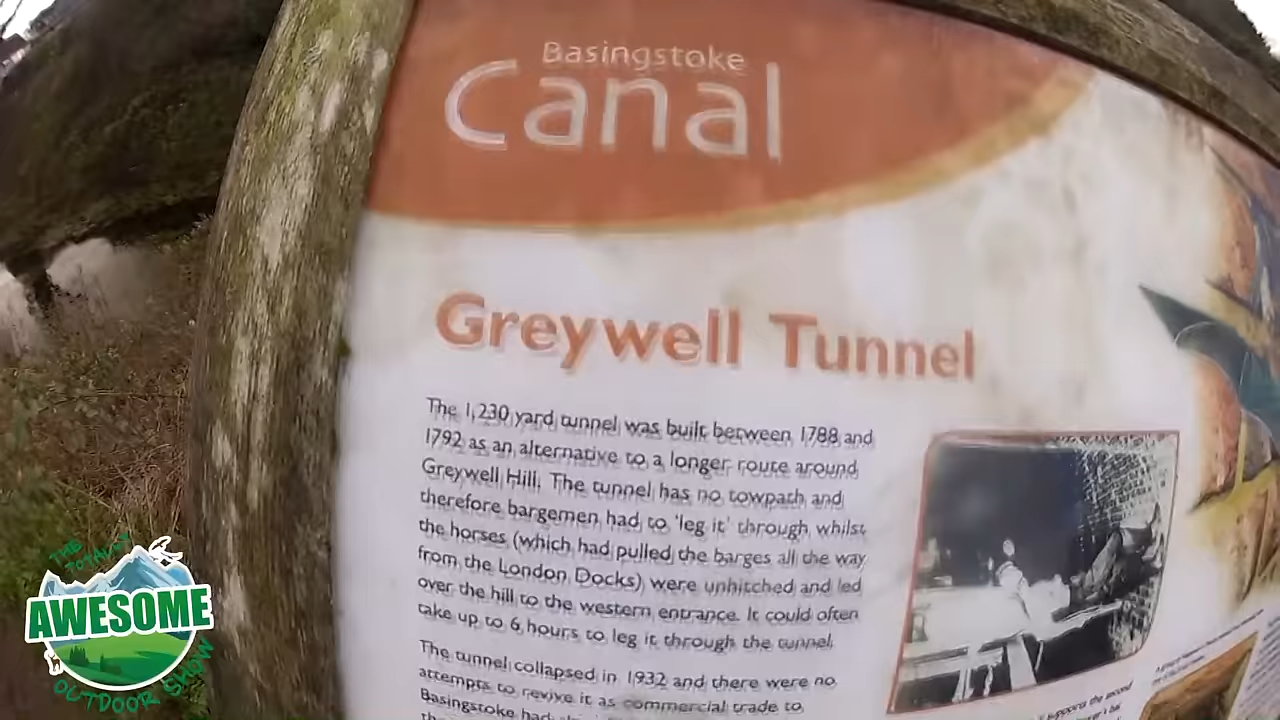 Basingstoke
Canal
Greywell Tunnel
The 1,230 yard tunnel was built between 1788 and
1792 as an alternative to a longer route around
Greywell Hill. The tunnel has no towpath and
therefore bargemen had to 'leg it' through whilst
the horses (which had pulled the barges all the way
from the London Docks) were unhitched and led
over the hill to the western entrance. It could often
take up to 6 hours to leg it through the tunnel.
The tunnel collapsed in 1932 and there were no
attempts to revive it as commercial trade to
Basingstoke had
supports the second
THE
TOTALLY
AWESOME
OUTDOOR SHOW